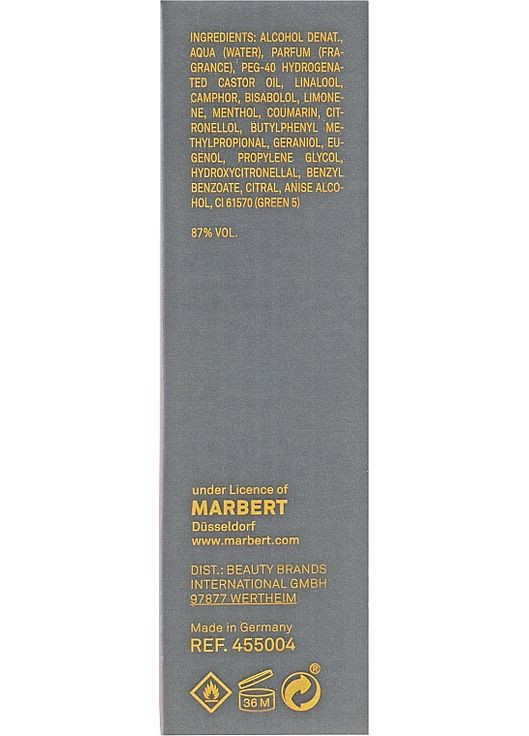 INGREDIENTS: ALCOHOL DENAT.,
AQUA (WATER), PARFUM (FRA-
GRANCE), PEG-40 HYDROGENA-
TED CASTOR OIL, LINALOOL,
CAMPHOR, BISABOLOL, LIMONE-
NE, MENTHOL, COUMARIN, CIT-
RONELLOL, BUTYLPHENYL ME-
THYLPROPIONAL, GERANIOL, EU-
GENOL, PROPYLENE GLYCOL,
HYDROXYCITRONELLAL, BENZYL
BENZOATE, CITRAL, ANISE ALCO-
HOL, CI 61570 (GREEN 5)
87% VOL.
under Licence of
MARBERT
Düsseldorf
www.marbert.com
DIST.: BEAUTY BRANDS
INTERNATIONAL GMBH
97877 WERTHEIM
Made in Germany
REF. 455004
36 M
®